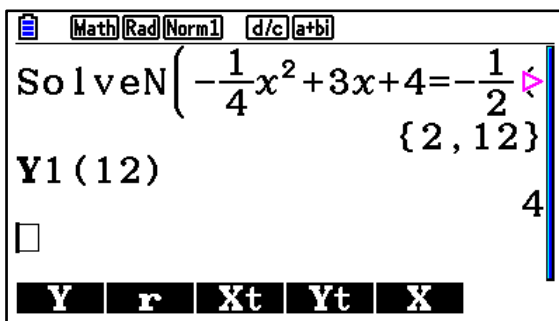 Math Rad Norm1 d/c a+bi
SolveN(-1/4x²+3x+4=-1/2
{2,12}
Y1(12)
4
Y r Xt Yt X